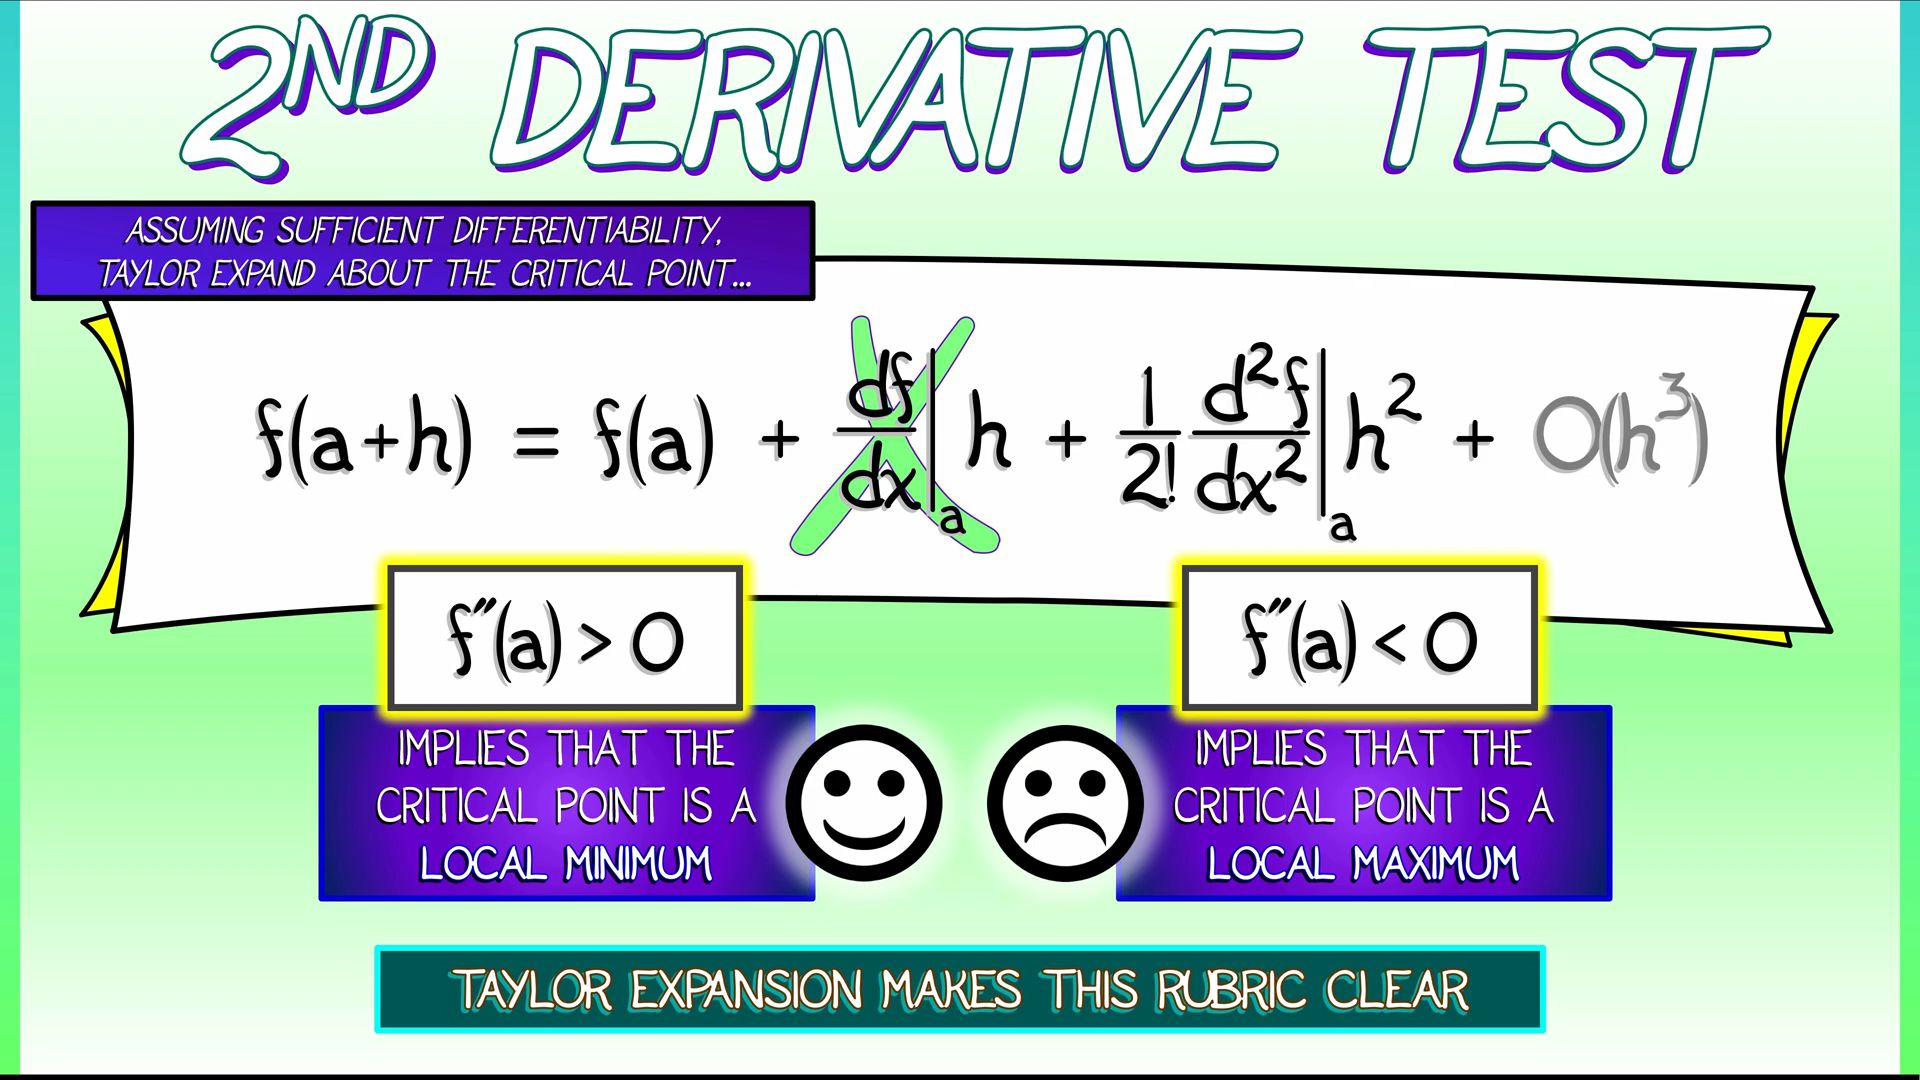 2ND DERIVATIVE TEST
ASSUMING SUFFICIENT DIFFERENTIABILITY,
TAYLOR EXPAND ABOUT THE CRITICAL POINT...
f(a+h) = f(a) + df/dx|a h + 1/2! d²f/dx²|a h² + O(h³)
f″(a) > 0
IMPLIES THAT THE
CRITICAL POINT IS A
LOCAL MINIMUM
f″(a) < 0
IMPLIES THAT THE
CRITICAL POINT IS A
LOCAL MAXIMUM
TAYLOR EXPANSION MAKES THIS RUBRIC CLEAR